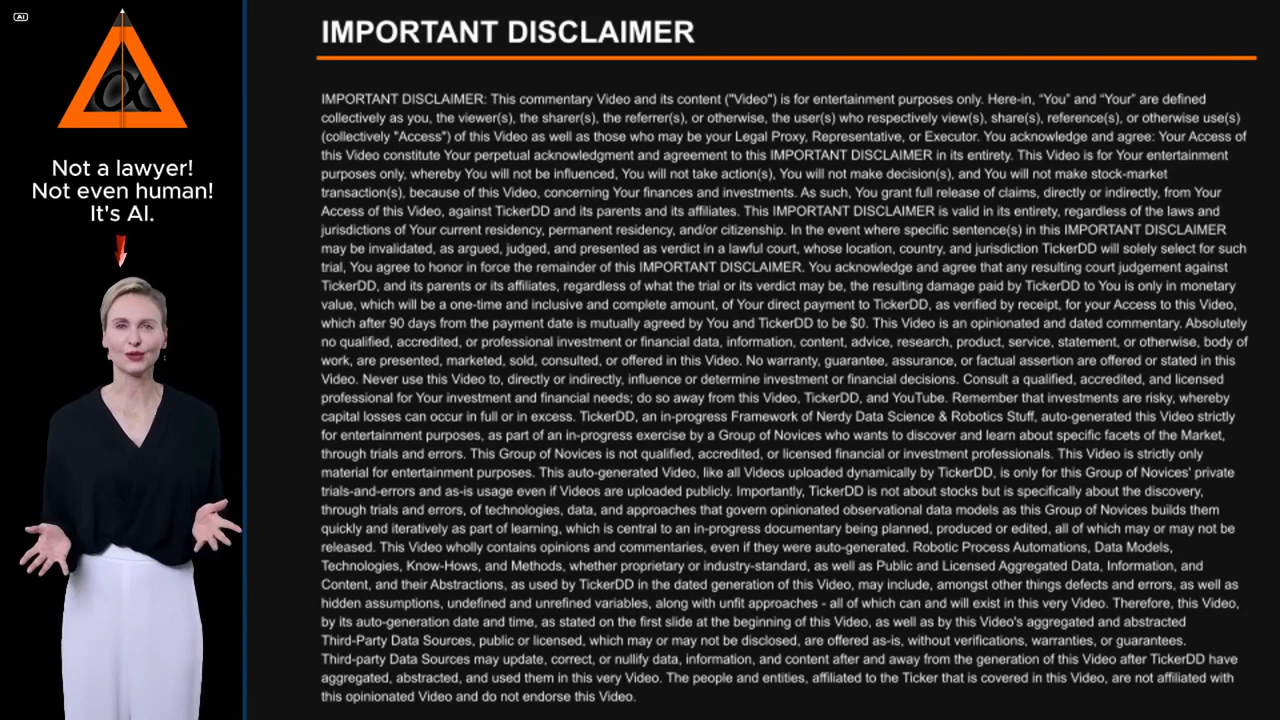 AI
α
Not a lawyer!
Not even human!
It's AI.
IMPORTANT DISCLAIMER
IMPORTANT DISCLAIMER: This commentary Video and its content ("Video") is for entertainment purposes only. Here-in, “You” and “Your” are defined
collectively as you, the viewer(s), the sharer(s), the referrer(s), or otherwise, the user(s) who respectively view(s), share(s), reference(s), or otherwise use(s)
(collectively "Access") of this Video as well as those who may be your Legal Proxy, Representative, or Executor. You acknowledge and agree: Your Access of
this Video constitute Your perpetual acknowledgment and agreement to this IMPORTANT DISCLAIMER in its entirety. This Video is for Your entertainment
purposes only, whereby You will not be influenced, You will not take action(s), You will not make decision(s), and You will not make stock-market
transaction(s), because of this Video, concerning Your finances and investments. As such, You grant full release of claims, directly or indirectly, from Your
Access of this Video, against TickerDD and its parents and its affiliates. This IMPORTANT DISCLAIMER is valid in its entirety, regardless of the laws and
jurisdictions of Your current residency, permanent residency, and/or citizenship. In the event where specific sentence(s) in this IMPORTANT DISCLAIMER
may be invalidated, as argued, judged, and presented as verdict in a lawful court, whose location, country, and jurisdiction TickerDD will solely select for such
trial, You agree to honor in force the remainder of this IMPORTANT DISCLAIMER. You acknowledge and agree that any resulting court judgement against
TickerDD, and its parents or its affiliates, regardless of what the trial or its verdict may be, the resulting damage paid by TickerDD to You is only in monetary
value, which will be a one-time and inclusive and complete amount, of Your direct payment to TickerDD, as verified by receipt, for your Access to this Video,
which after 90 days from the payment date is mutually agreed by You and TickerDD to be $0. This Video is an opinionated and dated commentary. Absolutely
no qualified, accredited, or professional investment or financial data, information, content, advice, research, product, service, statement, or otherwise, body of
work, are presented, marketed, sold, consulted, or offered in this Video. No warranty, guarantee, assurance, or factual assertion are offered or stated in this
Video. Never use this Video to, directly or indirectly, influence or determine investment or financial decisions. Consult a qualified, accredited, and licensed
professional for Your investment and financial needs; do so away from this Video, TickerDD, and YouTube. Remember that investments are risky, whereby
capital losses can occur in full or in excess. TickerDD, an in-progress Framework of Nerdy Data Science & Robotics Stuff, auto-generated this Video strictly
for entertainment purposes, as part of an in-progress exercise by a Group of Novices who wants to discover and learn about specific facets of the Market,
through trials and errors. This Group of Novices is not qualified, accredited, or licensed financial or investment professionals. This Video is strictly only
material for entertainment purposes. This auto-generated Video, like all Videos uploaded dynamically by TickerDD, is only for this Group of Novices' private
trials-and-errors and as-is usage even if Videos are uploaded publicly. Importantly, TickerDD is not about stocks but is specifically about the discovery,
through trials and errors, of technologies, data, and approaches that govern opinionated observational data models as this Group of Novices builds them
quickly and iteratively as part of learning, which is central to an in-progress documentary being planned, produced or edited, all of which may or may not be
released. This Video wholly contains opinions and commentaries, even if they were auto-generated. Robotic Process Automations, Data Models,
Technologies, Know-Hows, and Methods, whether proprietary or industry-standard, as well as Public and Licensed Aggregated Data, Information, and
Content, and their Abstractions, as used by TickerDD in the dated generation of this Video, may include, amongst other things defects and errors, as well as
hidden assumptions, undefined and unrefined variables, along with unfit approaches - all of which can and will exist in this very Video. Therefore, this Video,
by its auto-generation date and time, as stated on the first slide at the beginning of this Video, as well as by this Video's aggregated and abstracted
Third-Party Data Sources, public or licensed, which may or may not be disclosed, are offered as-is, without verifications, warranties, or guarantees.
Third-party Data Sources may update, correct, or nullify data, information, and content after and away from the generation of this Video after TickerDD have
aggregated, abstracted, and used them in this very Video. The people and entities, affiliated to the Ticker that is covered in this Video, are not affiliated with
this opinionated Video and do not endorse this Video.